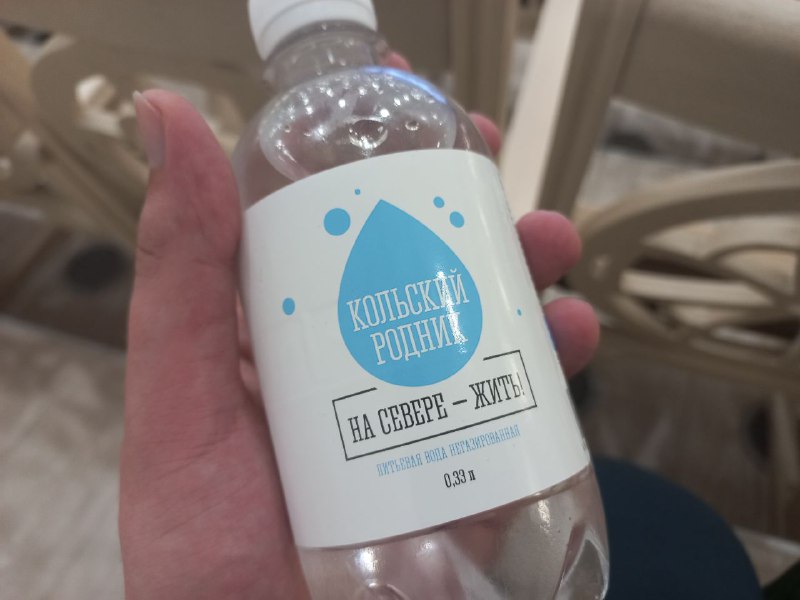 КОЛЬСКИЙ
РОДНИК
НА СЕВЕРЕ – ЖИТЬ!
ПИТЬЕВАЯ ВОДА НЕГАЗИРОВАННАЯ
0,33 л